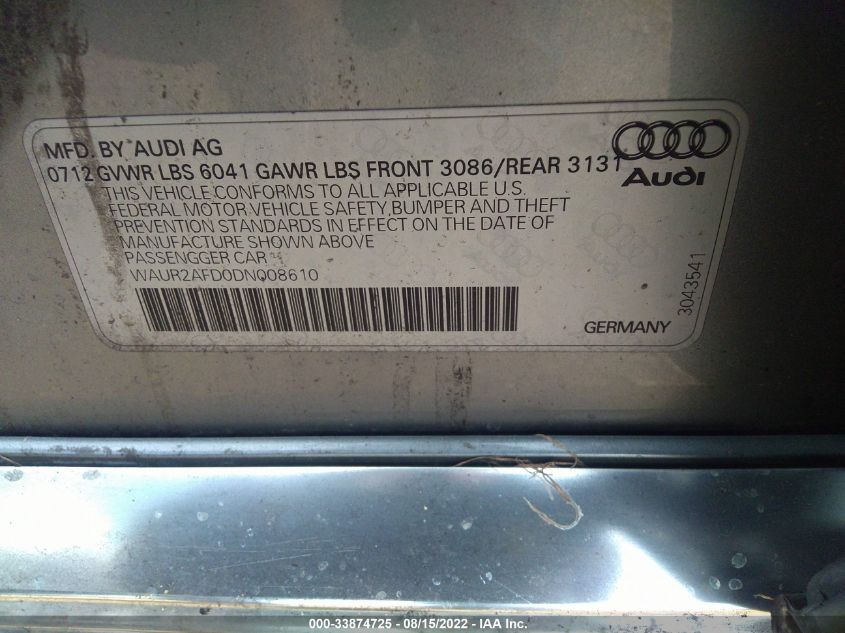 MFD. BY AUDI AG
0712 GVWR LBS 6041 GAWR LBS FRONT 3086/REAR 3131
Audi
THIS VEHICLE CONFORMS TO ALL APPLICABLE U.S.
FEDERAL MOTOR VEHICLE SAFETY,BUMPER AND THEFT
PREVENTION STANDARDS IN EFFECT ON THE DATE OF
MANUFACTURE SHOWN ABOVE
PASSENGGER CAR
WAUR2AFD0DN008610
GERMANY
3043541
000-33874725 - 08/15/2022 - IAA Inc.